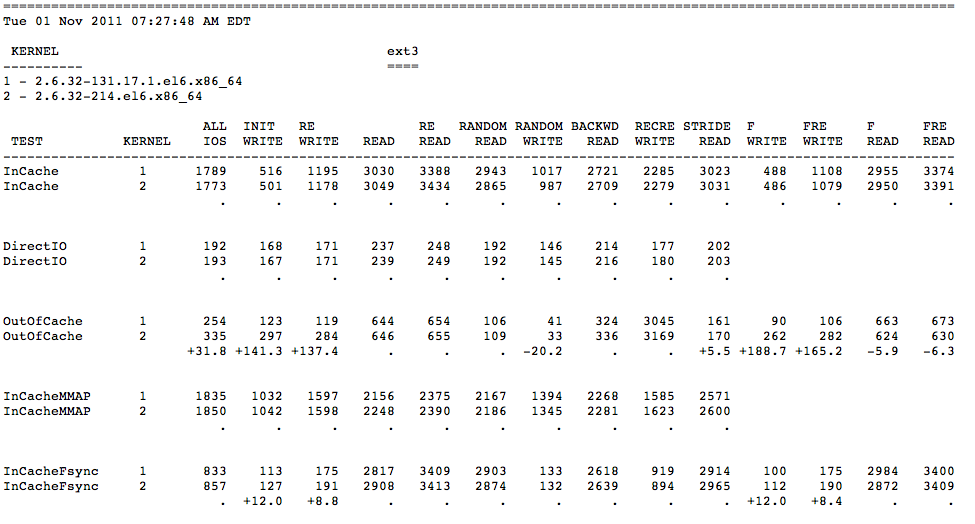 ================================================================================
Tue 01 Nov 2011 07:27:48 AM EDT
 KERNEL                                         ext3
----------                                      ====
1 - 2.6.32-131.17.1.el6.x86_64
2 - 2.6.32-214.el6.x86_64
                         ALL  INIT   RE             RE   RANDOM RANDOM BACKWD  RECRE STRIDE  F      FRE     F      FRE
 TEST          KERNEL    IOS  WRITE  WRITE   READ   READ   READ  WRITE   READ  WRITE   READ  WRITE  WRITE   READ   READ
--------------------------------------------------------------------------------
InCache          1      1789    516   1195   3030   3388   2943   1017   2721   2285   3023    488   1108   2955   3374
InCache          2      1773    501   1178   3049   3434   2865    987   2709   2279   3031    486   1079   2950   3391
                           .      .      .      .      .      .      .      .      .      .      .      .      .      .
DirectIO         1       192    168    171    237    248    192    146    214    177    202
DirectIO         2       193    167    171    239    249    192    145    216    180    203
                           .      .      .      .      .      .      .      .      .      .
OutOfCache       1       254    123    119    644    654    106     41    324   3045    161     90    106    663    673
OutOfCache       2       335    297    284    646    655    109     33    336   3169    170    262    282    624    630
                       +31.8 +141.3 +137.4      .      .      .  -20.2      .      .   +5.5 +188.7 +165.2   -5.9   -6.3
InCacheMMAP      1      1835   1032   1597   2156   2375   2167   1394   2268   1585   2571
InCacheMMAP      2      1850   1042   1598   2248   2390   2186   1345   2281   1623   2600
                           .      .      .      .      .      .      .      .      .      .
InCacheFsync     1       833    113    175   2817   3409   2903    133   2618    919   2914    100    175   2984   3400
InCacheFsync     2       857    127    191   2908   3413   2874    132   2639    894   2965    112    190   2872   3409
                           .  +12.0   +8.8      .      .      .      .      .      .      .  +12.0   +8.4      .      .